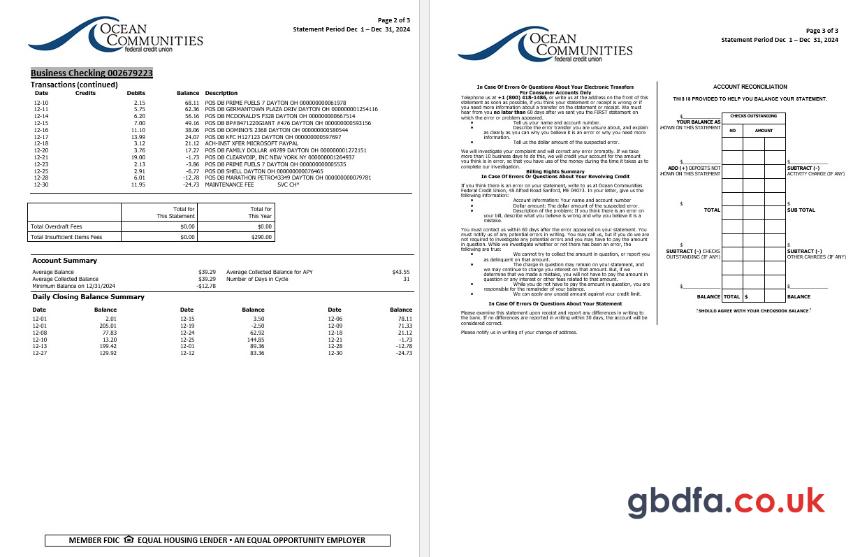 OCEAN
COMMUNITIES
federal credit union
Page 2 of 3
Statement Period Dec 1 – Dec 31, 2024
Business Checking 002679223
Transactions (continued)
Date Credits Debits Balance Description
12-10 2.15 68.11 POS DB PRIME FUELS 7 DAYTON OH 000000000061978
12-11 5.75 62.36 POS DB GERMANTOWN PLAZA DRIV DAYTON OH 000000001254116
12-14 6.20 56.16 POS DB MCDONALDS F32B DAYTON OH 000000000667514
12-15 7.00 49.16 POS DB BP#8471220GIANT # 476 DAYTON OH 000000000593156
12-16 11.10 38.06 POS DB DOMINO'S 2368 DAYTON OH 00000000580544
12-17 13.99 24.07 POS DB KFC H127123 DAYTON OH 000000000597697
12-18 3.12 21.12 ACH-INST XFER MICROSOFT PAYPAL
12-20 3.76 17.27 POS DB FAMILY DOLLAR #0789 DAYTON OH 000000001272151
12-21 19.00 -1.73 POS DB CLEARVOIP, INC NEW YORK NY 000001264937
12-23 2.13 -3.86 POS DB PRIME FUELS 7 000000000005535
12-25 2.91 -6.77 POS DB SHELL DAYTON OH 000000000076465
12-28 6.01 -12.78 POS DB MARATHON PETRO43349 DAYTON OH 000000000079781
12-30 11.95 -24.73 MAINTENANCE FEE SVC CH*
Total for This Statement Total for This Year
Total Overdraft Fees $0.00 $0.00
Total Insufficient Items Fees $0.00 $290.00
Account Summary
Average Balance $39.29 Average Collected Balance for APY $43.55
Average Collected Balance $39.29 Number of Days in Cycle 31
Minimum Balance on 12/31/2024 -$12.78
Daily Closing Balance Summary
Date Balance Date Balance Date Balance
12-01 2.01 12-15 3.50 12-06 78.11
12-01 205.01 12-19 -2.50 12-09 71.33
12-08 77.83 12-24 62.92 12-18 21.12
12-10 13.20 12-25 144.85 12-21 -1.73
12-13 199.42 12-01 89.36 12-28 -12.78
12-27 129.92 12-12 83.36 12-30 -24.73
MEMBER FDIC EQUAL HOUSING LENDER • AN EQUAL OPPORTUNITY EMPLOYER
OCEAN
COMMUNITIES
federal credit union
Page 3 of 3
Statement Period Dec 1 – Dec 31, 2024
In Case Of Errors Or Questions About Your Electronic Transfers
For Consumer Accounts Only
Telephone us at +1 (800) 418-1486, or write us at the address on the front of this
statement as soon as possible, if you think your statement or receipt is wrong or if
you need more information about a transfer on the statement or receipt. We must
hear from you no later than 60 days after we sent you the FIRST statement on
which the error or problem appeared.
• Tell us your name and account number.
• Describe the error or transfer you are unsure about, and explain
as clearly as you can why you believe it is an error or why you need more
information.
• Tell us the dollar amount of the suspected error.
We will investigate your complaint and will correct any error promptly. If we take
more than 10 business days to do this, we will credit your account for the amount
you think is in error, so that you have use of the money during the time it takes us to
complete our investigation.
Billing Rights Summary
In Case Of Errors Or Questions About Your Revolving Credit
If you think there is an error on your statement, write to us at Ocean Communities
Federal Credit Union, 45 Alfred Road Sanford, ME 04073. In your letter, give us the
following information:
• Account information: Your name and account number
• Dollar amount: The dollar amount of the suspected error.
• Description of the problem: If you think there is an error on
your bill, describe what you believe is wrong and why you believe it is a
mistake.
You must contact us within 60 days after the error appeared on your statement. You
must notify us of any potential errors in writing. You may call us, but if you do we are
not required to investigate any potential errors and you may have to pay the amount
in question. While we investigate whether or not there has been an error, the
following are true:
• We cannot try to collect the amount in question, or report you
as delinquent on that amount.
• The charge in question may remain on your statement, and
we may continue to charge you interest on that amount. But, if we
determine that we made a mistake, you will not have to pay the amount in
question or any interest or other fees related to that amount.
• While you do not have to pay the amount in question, you are
responsible for the remainder of your balance.
• We can apply any unpaid amount against your credit limit.
In Case Of Errors Or Questions About Your Statement
Please examine this statement upon receipt and report any differences in writing to
the bank. If no differences are reported in writing within 30 days, the account will be
considered correct.
Please notify us in writing of your change of address.
ACCOUNT RECONCILIATION
THIS IS PROVIDED TO HELP YOU BALANCE YOUR STATEMENT.
CHECKS OUTSTANDING
NO AMOUNT
$
YOUR BALANCE AS
SHOWN ON THIS STATEMENT
$
ADD (+) DEPOSITS NOT
SHOWN ON THIS STATEMENT
$
TOTAL
$
SUBTRACT (-) CHECKS
OUTSTANDING (IF ANY)
$
BALANCE TOTAL $
$
SUBTRACT (-)
ACTIVITY CHARGE (IF ANY)
$
SUB TOTAL
$
SUBTRACT (-)
OTHER CHARGES (IF ANY)
$
BALANCE
*SHOULD AGREE WITH YOUR CHECKBOOK BALANCE*
gbdfa.co.uk